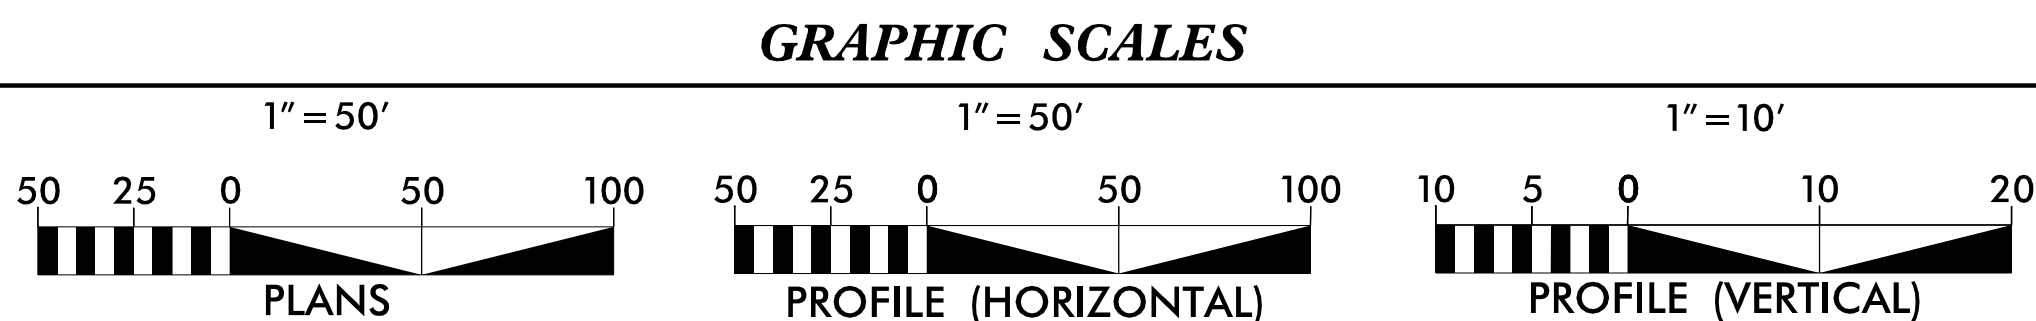 GRAPHIC SCALES
1"=50' 1"=50' 1"=10'
50 25 0 50 100 50 25 0 50 100 10 5 0 10 20
PLANS PROFILE (HORIZONTAL) PROFILE (VERTICAL)